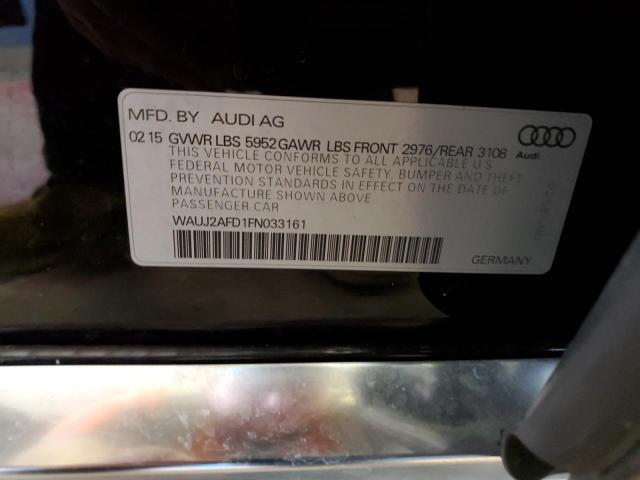 MFD. BY AUDI AG
02 15 GVWR LBS 5952 GAWR LBS FRONT 2976/REAR 3108
Audi
THIS VEHICLE CONFORMS TO ALL APPLICABLE U.S
FEDERAL MOTOR VEHICLE SAFETY, BUMPER AND THEFT
PREVENTION STANDARDS IN EFFECT ON THE DATE OF
MANUFACTURE SHOWN ABOVE
PASSENGER CAR
WAUJ2AFD1FN033161
GERMANY